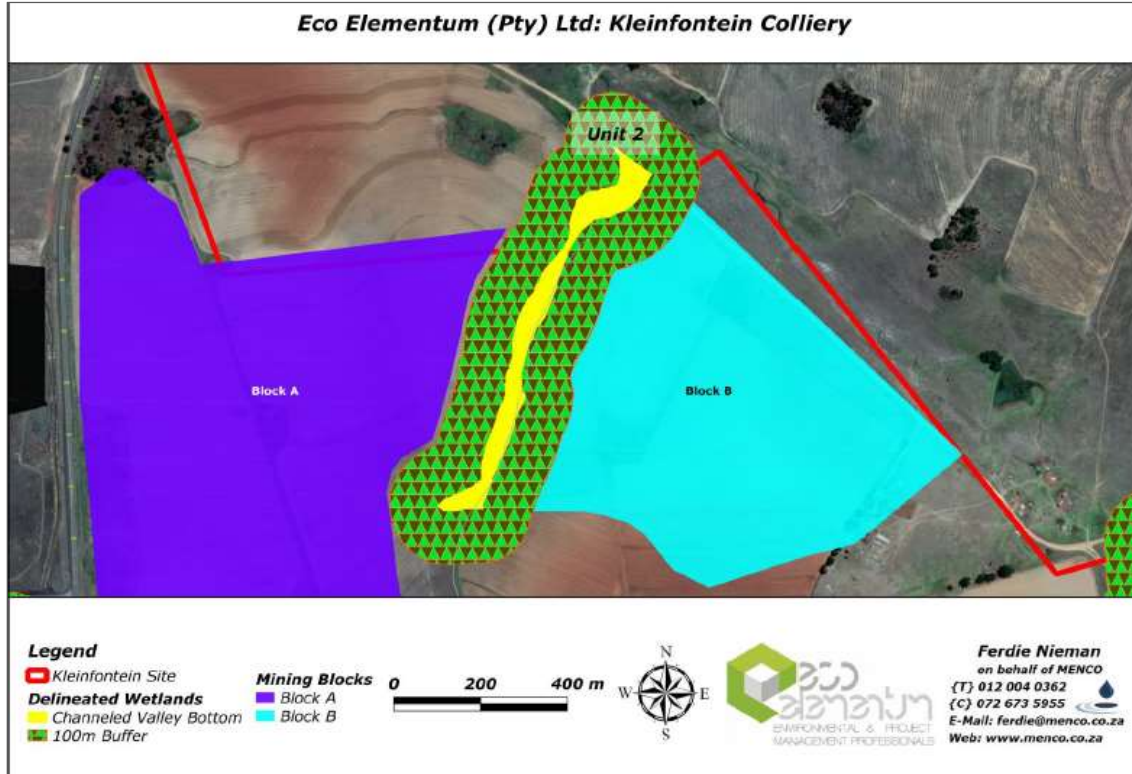 Eco Elementum (Pty) Ltd: Kleinfontein Colliery
Unit 2
Block A
Block B
Legend
Kleinfontein Site
Delineated Wetlands
Channeled Valley Bottom
100m Buffer
Mining Blocks
Block A
Block B
0 200 400 m
N
W E
S
eco
elementum
ENVIRONMENTAL & PROJECT
MANAGEMENT PROFESSIONALS
Ferdie Nieman
on behalf of MENCO
{T} 012 004 0362
{C} 072 673 5955
E-Mail: ferdie@menco.co.za
Web: www.menco.co.za